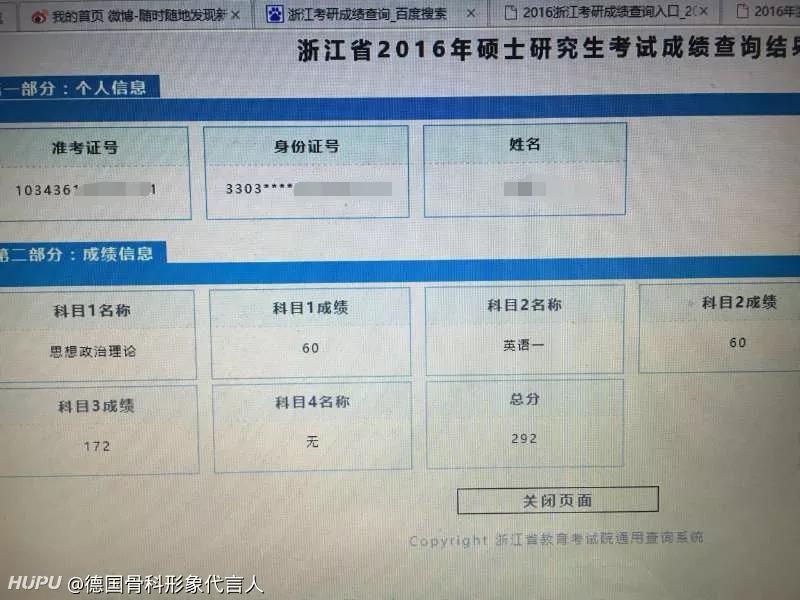 我的首页 微博-随时随地发现新
浙江考研成绩查询_百度搜索
2016浙江考研成绩查询入口_20
2016年
浙江省2016年硕士研究生考试成绩查询结果
第一部分：个人信息
准考证号 身份证号 姓名
1034361 1 3303****
第二部分：成绩信息
科目1名称 科目1成绩 科目2名称 科目2成绩
思想政治理论 60 英语一 60
科目3成绩 科目4名称 总分
172 无 292
关闭页面
Copyright 浙江省教育考试院通用查询系统
HUPU @德国骨科形象代言人